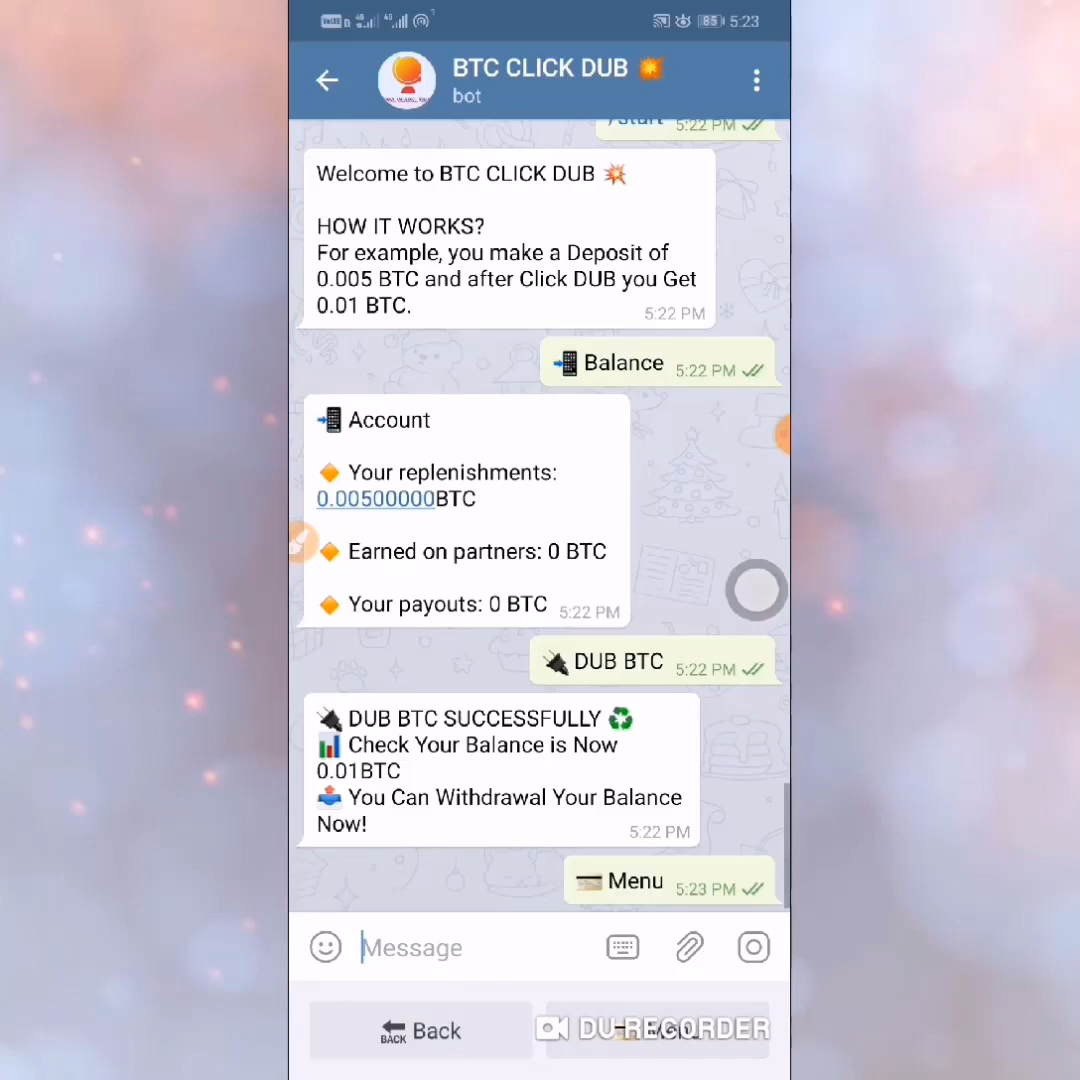 85 5:23
BTC CLICK DUB 💥
bot
/start 5:22 PM
Welcome to BTC CLICK DUB 💥
HOW IT WORKS?
For example, you make a Deposit of
0.005 BTC and after Click DUB you Get
0.01 BTC.
5:22 PM
📲 Balance 5:22 PM
📲 Account
🔸 Your replenishments:
0.00500000BTC
🔸 Earned on partners: 0 BTC
🔸 Your payouts: 0 BTC 5:22 PM
🔌 DUB BTC 5:22 PM
🔌 DUB BTC SUCCESSFULLY ♻️
📊 Check Your Balance is Now
0.01BTC
📤 You Can Withdrawal Your Balance
Now!
5:22 PM
💳 Menu 5:23 PM
Message
🔙 Back
DU RECORDER